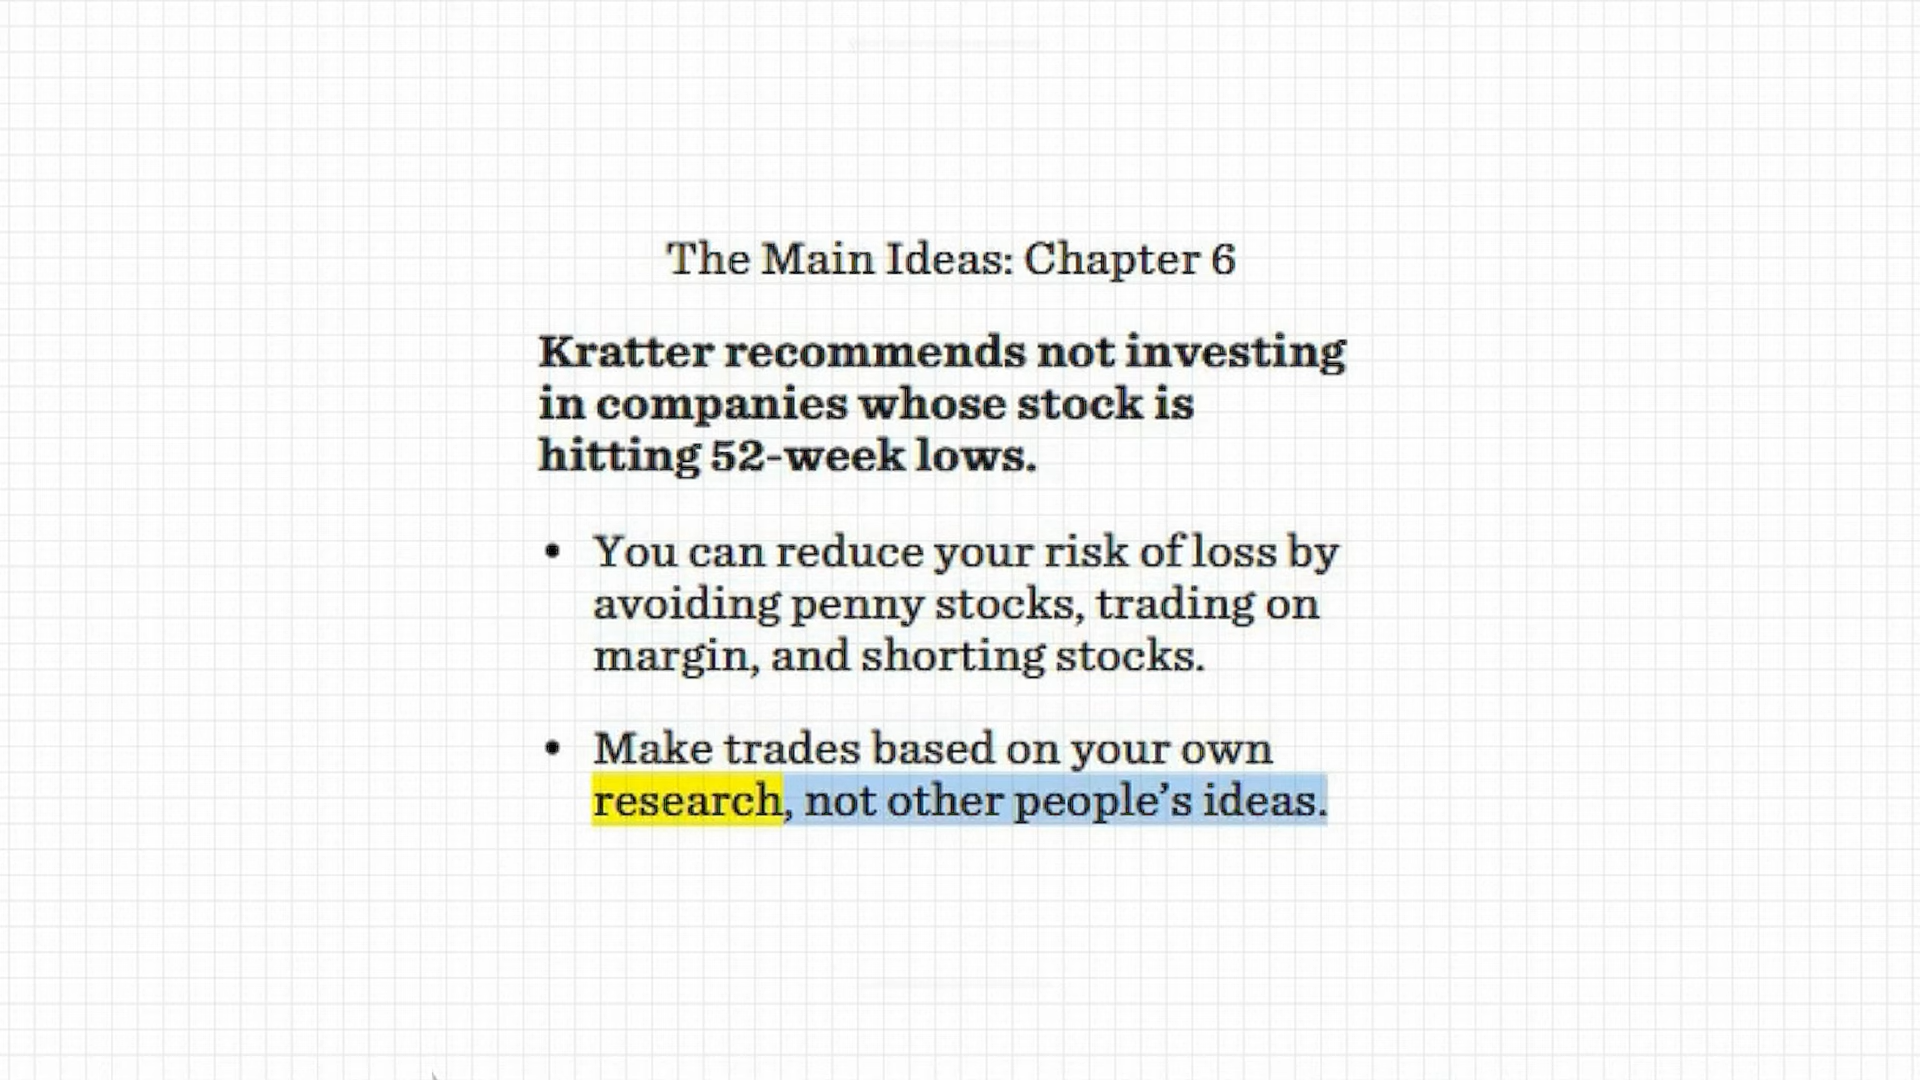 The Main Ideas: Chapter 6
Kratter recommends not investing
in companies whose stock is
hitting 52-week lows.
• You can reduce your risk of loss by
avoiding penny stocks, trading on
margin, and shorting stocks.
• Make trades based on your own
research, not other people’s ideas.